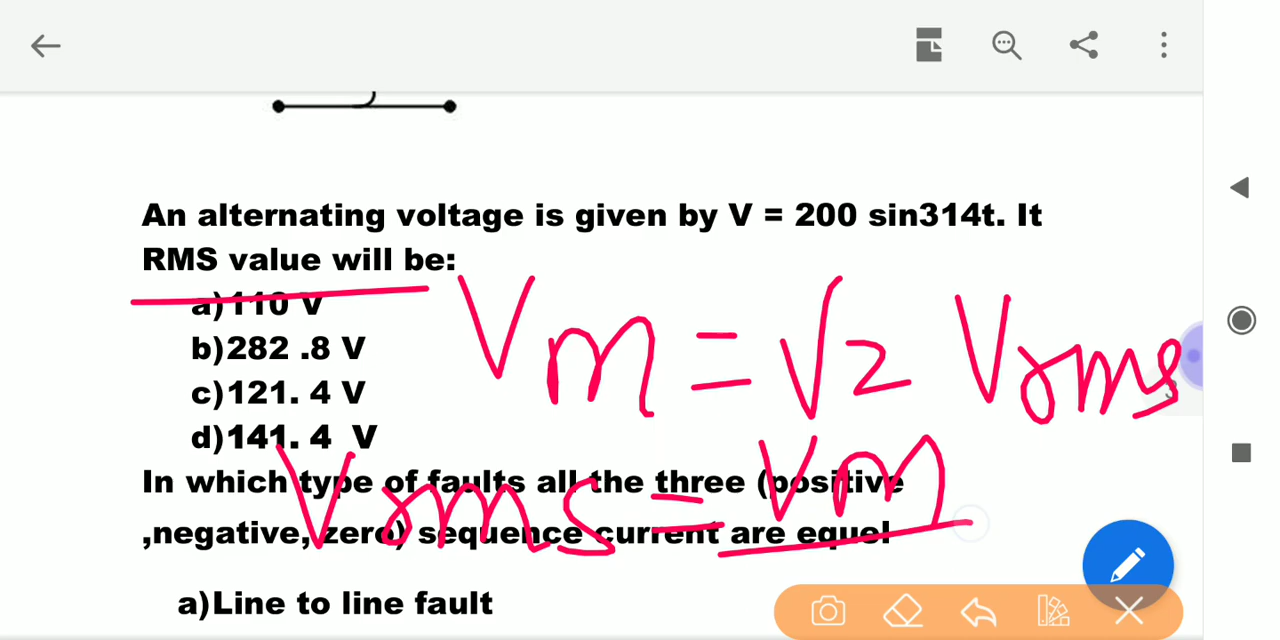 An alternating voltage is given by V = 200 sin314t. It
RMS value will be:
a)110 V
b)282 .8 V
c)121. 4 V
d)141. 4 V
Vm = √2 Vrms
In which type of faults all the three (positive
,negative, zero) sequence current are equel
Vrms = Vm
a)Line to line fault